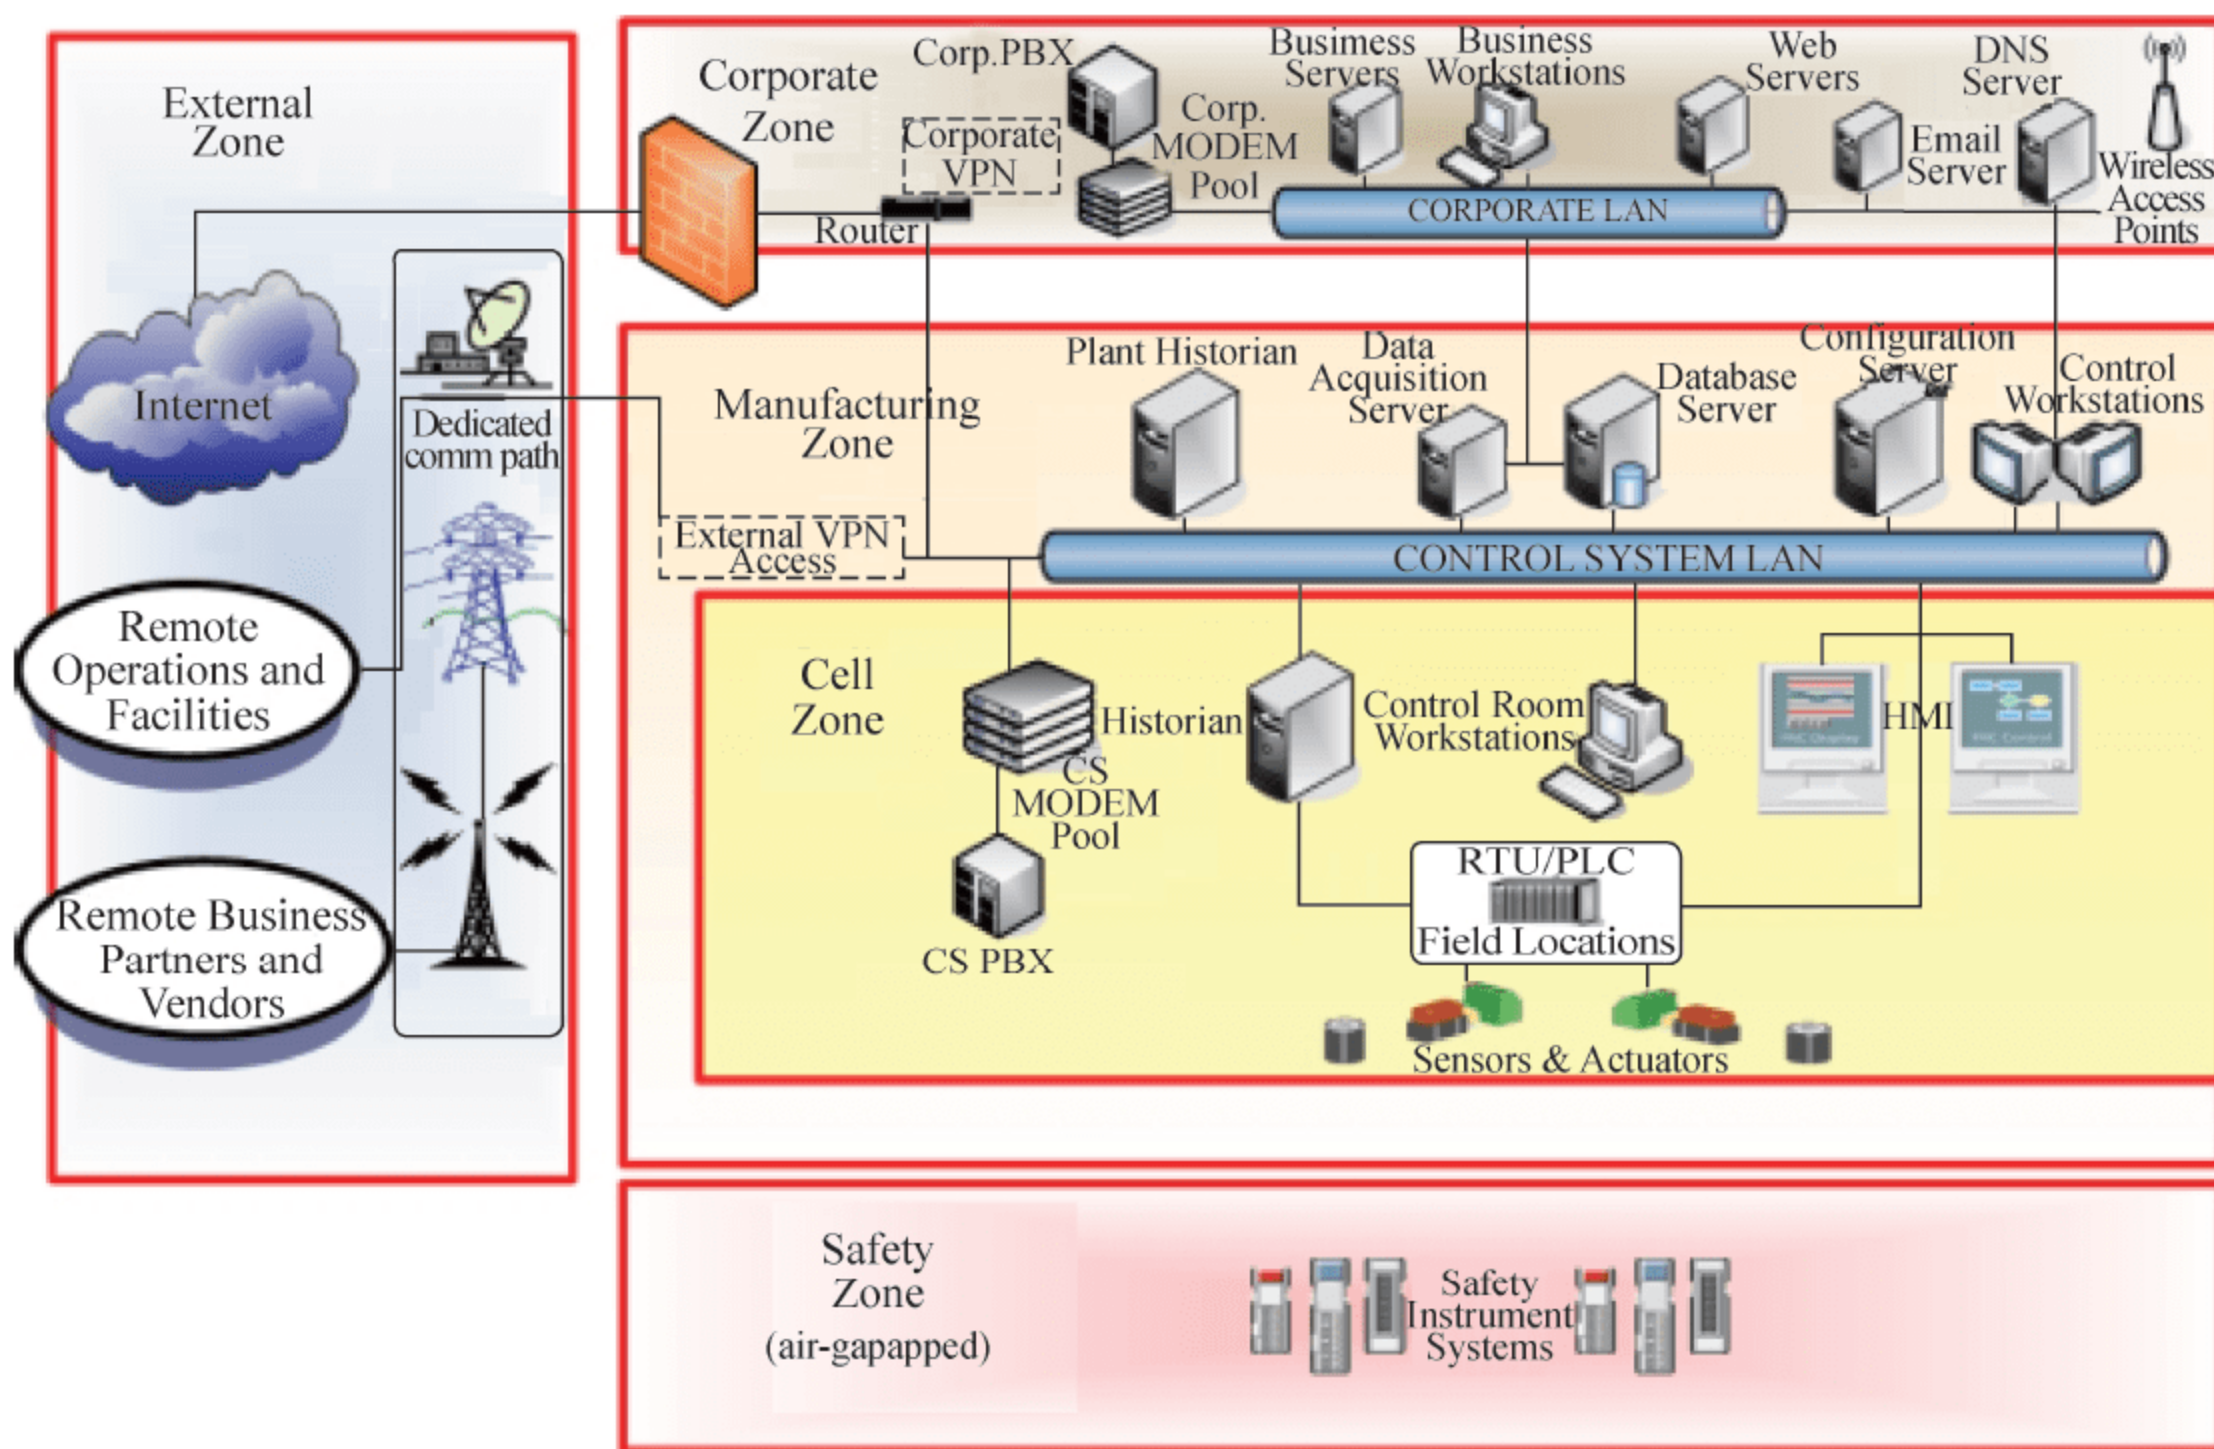 External
Zone
Internet
Dedicated
comm path
Remote
Operations and
Facilities
Remote Business
Partners and
Vendors
Corporate
Zone
Corp.PBX
Corporate
VPN
Router
Corp.
MODEM
Pool
Busimess
Servers
Business
Workstations
Web
Servers
Email
Server
DNS
Server
Wireless
Access
Points
CORPORATE LAN
Manufacturing
Zone
Plant Historian
Data
Acquisition
Server
Database
Server
Configuration
Server
Control
Workstations
External VPN
Access
CONTROL SYSTEM LAN
Cell
Zone
CS
MODEM
Pool
CS PBX
Historian
Control Room
Workstations
HMI
RTU/PLC
Field Locations
Sensors & Actuators
Safety
Zone
(air-gapapped)
Safety
Instrument
Systems